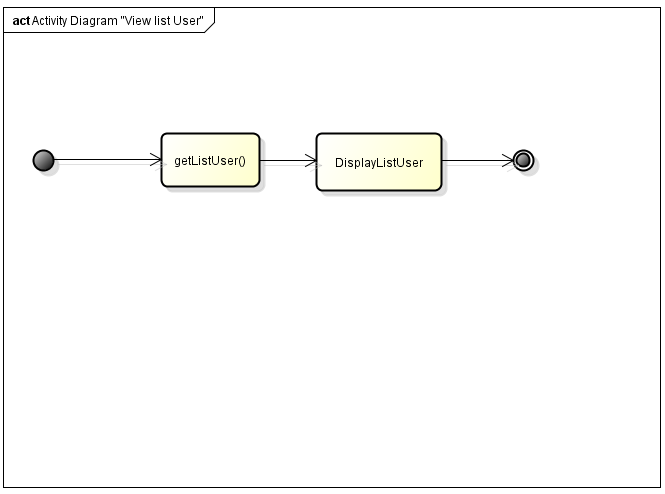 act Activity Diagram "View list User"
getListUser()
DisplayListUser